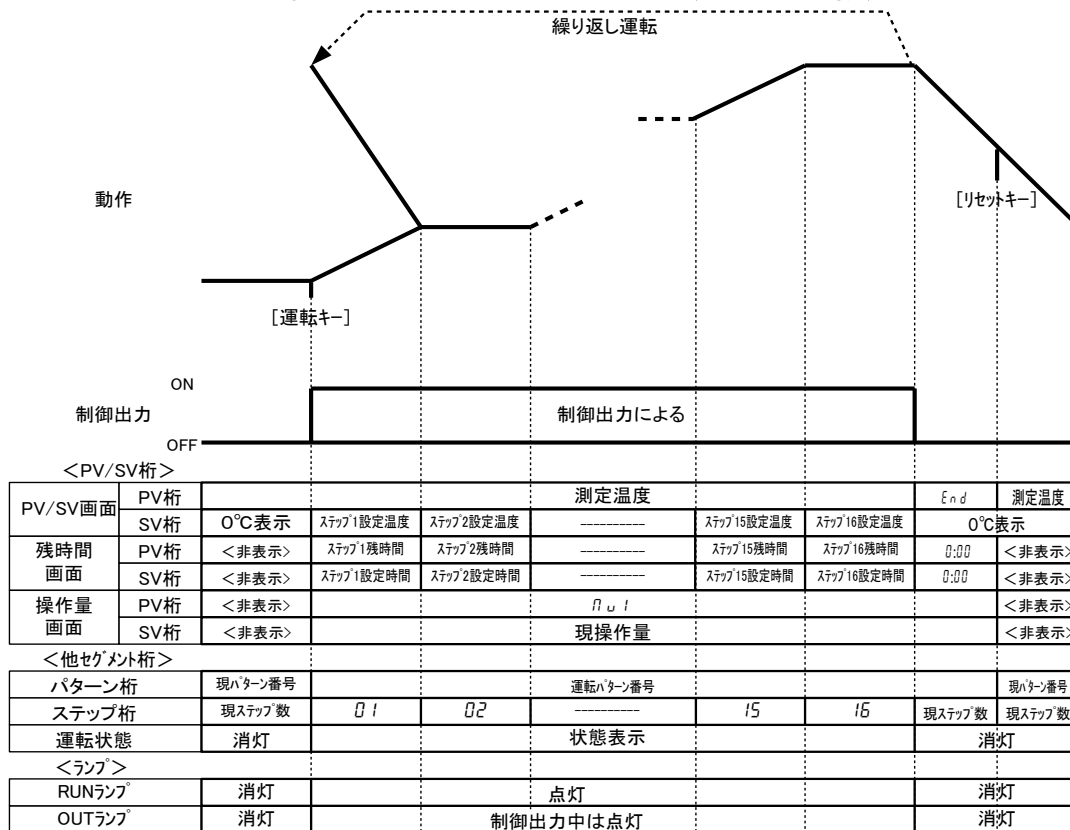 繰り返し運転
動作
[リセットキー]
[運転キー]
ON
制御出力 制御出力による
OFF
<PV/SV桁>
PV/SV画面 PV桁 測定温度 End 測定温度
SV桁 0℃表示 ステップ1設定温度 ステップ2設定温度 ---------- ステップ15設定温度 ステップ16設定温度 0℃表示
残時間画面 PV桁 <非表示> ステップ1残時間 ステップ2残時間 ---------- ステップ15残時間 ステップ16残時間 0:00 <非表示>
SV桁 <非表示> ステップ1設定時間 ステップ2設定時間 ---------- ステップ15設定時間 ステップ16設定時間 0:00 <非表示>
操作量画面 PV桁 <非表示> <非表示>
SV桁 <非表示> 現操作量 <非表示>
<他セグメント桁>
パターン桁 現パターン番号 運転パターン番号 現パターン番号
ステップ桁 現ステップ数 01 02 ---------- 15 16 現ステップ数 現ステップ数
運転状態 消灯 状態表示 消灯
<ランプ>
RUNランプ 消灯 点灯 消灯
OUTランプ 消灯 制御出力中は点灯 消灯